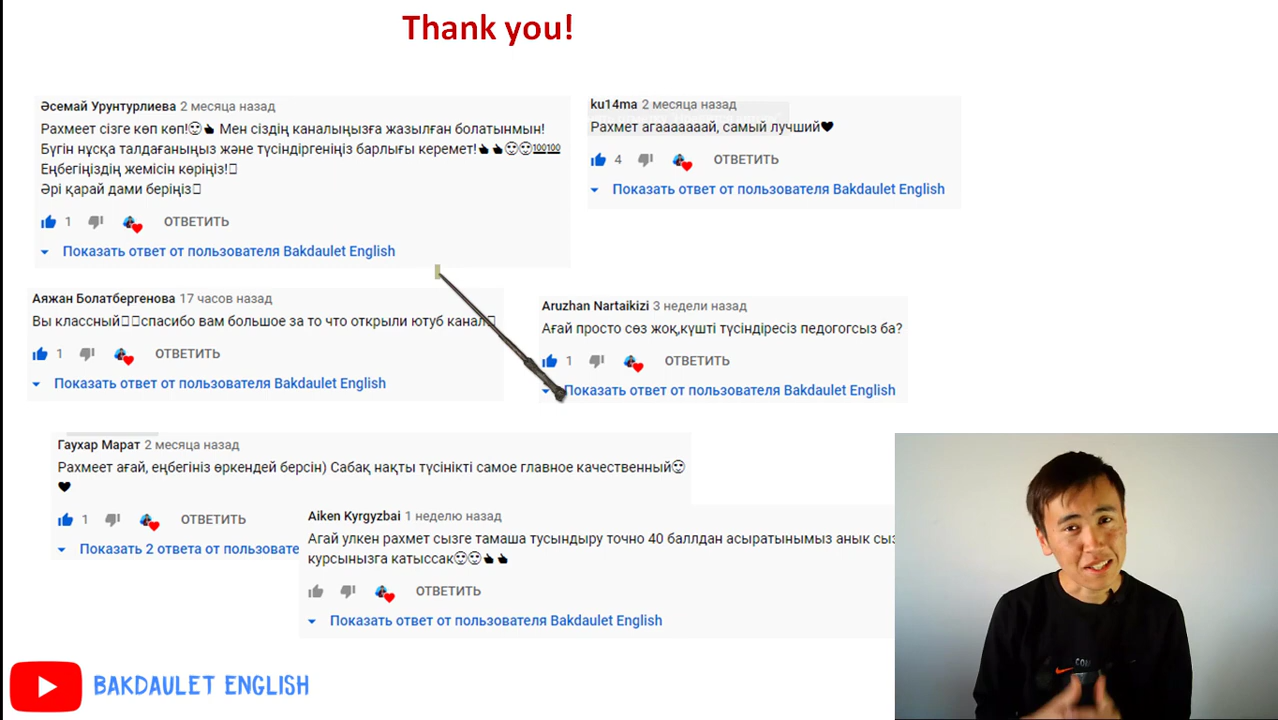 Thank you!
Әсемай Урунтурлиева 2 месяца назад
Рахмеет сізге көп көп! Мен сіздің каналыңызға жазылған болатынмын!
Бүгін нұсқа талдағаныңыз және түсіндіргеніңіз барлығы керемет! 100 100
Еңбегіңіздің жемісін көріңіз!
Әрі қарай дами беріңіз
1 ОТВЕТИТЬ
Показать ответ от пользователя Bakdaulet English
ku14ma 2 месяца назад
Рахмет агааааааай, самый лучший🖤
4 ОТВЕТИТЬ
Показать ответ от пользователя Bakdaulet English
Аяжан Болатбергенова 17 часов назад
Вы классный спасибо вам большое за то что открыли ютуб канал
1 ОТВЕТИТЬ
Показать ответ от пользователя Bakdaulet English
Aruzhan Nartaikizi 3 недели назад
Ағай просто сөз жоқ,күшті түсіндіресіз педогогсыз ба?
1 ОТВЕТИТЬ
Показать ответ от пользователя Bakdaulet English
Гаухар Марат 2 месяца назад
Рахмеет ағай, еңбегініз өркендей берсін) Сабақ нақты түсінікті самое главное качественный
🖤
1 ОТВЕТИТЬ
Показать 2 ответа от пользовате
Aiken Kyrgyzbai 1 неделю назад
Агай улкен рахмет сызге тамаша тусындыру точно 40 баллдан асыратынымыз анык сыз
курсынызга катыссак
ОТВЕТИТЬ
Показать ответ от пользователя Bakdaulet English
BAKDAULET ENGLISH